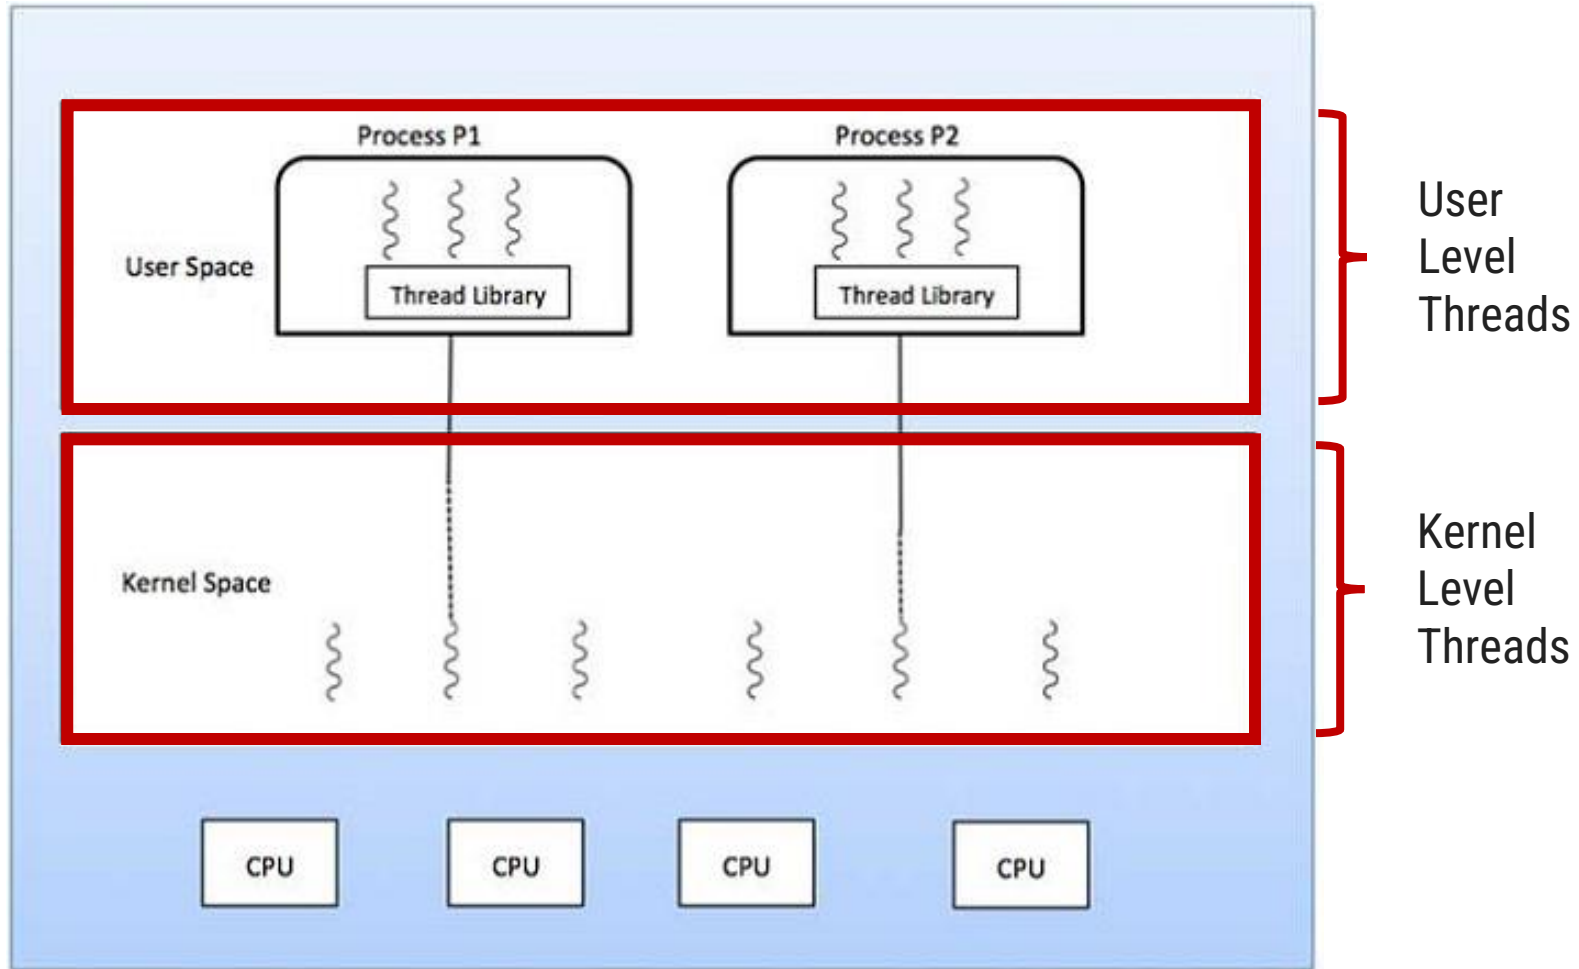 Process P1
Process P2
User Space
Thread Library
Thread Library
User
Level
Threads
Kernel Space
Kernel
Level
Threads
CPU
CPU
CPU
CPU